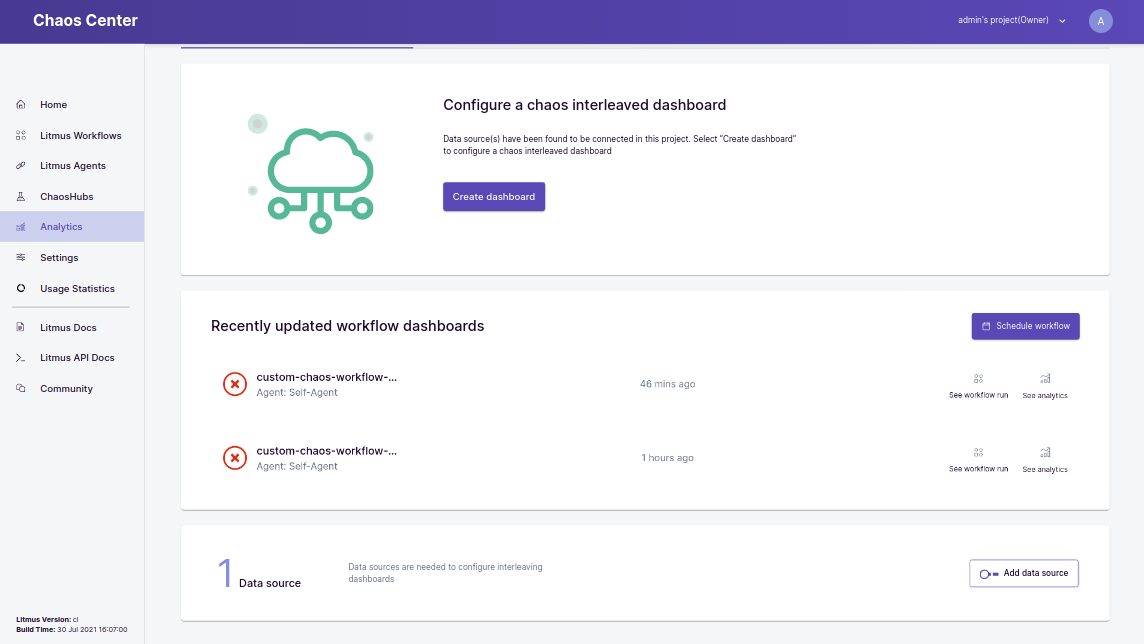 Chaos Center
admin's project(Owner)
A
Home
Litmus Workflows
Litmus Agents
ChaosHubs
Analytics
Settings
Usage Statistics
Litmus Docs
Litmus API Docs
Community
Litmus Version: ci
Build Time: 30 Jul 2021 16:07:00
Configure a chaos interleaved dashboard
Data source(s) have been found to be connected in this project. Select “Create dashboard”
to configure a chaos interleaved dashboard
Create dashboard
Recently updated workflow dashboards
Schedule workflow
custom-chaos-workflow-...
Agent: Self-Agent
46 mins ago
See workflow run
See analytics
custom-chaos-workflow-...
Agent: Self-Agent
1 hours ago
See workflow run
See analytics
1 Data source
Data sources are needed to configure interleaving
dashboards
Add data source